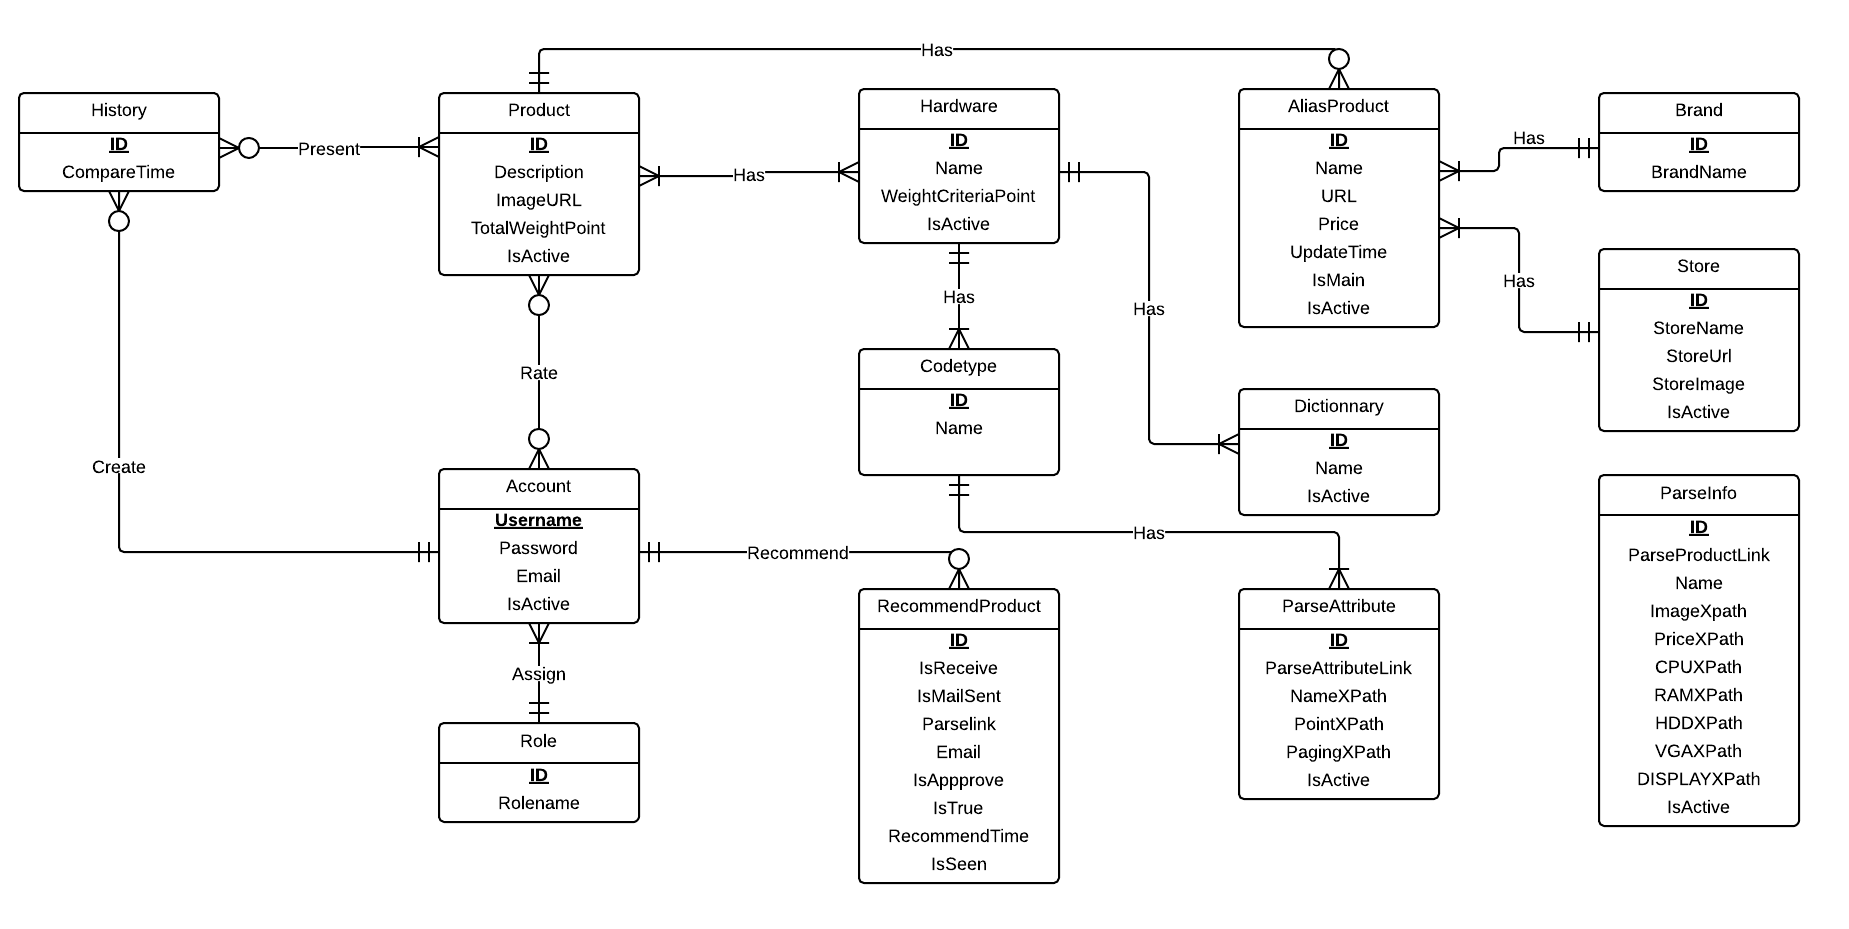 Has
History
ID
CompareTime
Present
Product
ID
Description
ImageURL
TotalWeightPoint
IsActive
Has
Hardware
ID
Name
WeightCriteriaPoint
IsActive
AliasProduct
ID
Name
URL
Price
UpdateTime
IsMain
IsActive
Has
Brand
ID
BrandName
Has
Store
ID
StoreName
StoreUrl
StoreImage
IsActive
Has
Has
Rate
Codetype
ID
Name
Dictionnary
ID
Name
IsActive
Create
Account
Username
Password
Email
IsActive
Recommend
Has
Assign
Role
ID
Rolename
RecommendProduct
ID
IsReceive
IsMailSent
Parselink
Email
IsAppprove
IsTrue
RecommendTime
IsSeen
ParseAttribute
ID
ParseAttributeLink
NameXPath
PointXPath
PagingXPath
IsActive
ParseInfo
ID
ParseProductLink
Name
ImageXpath
PriceXPath
CPUXPath
RAMXPath
HDDXPath
VGAXPath
DISPLAYXPath
IsActive